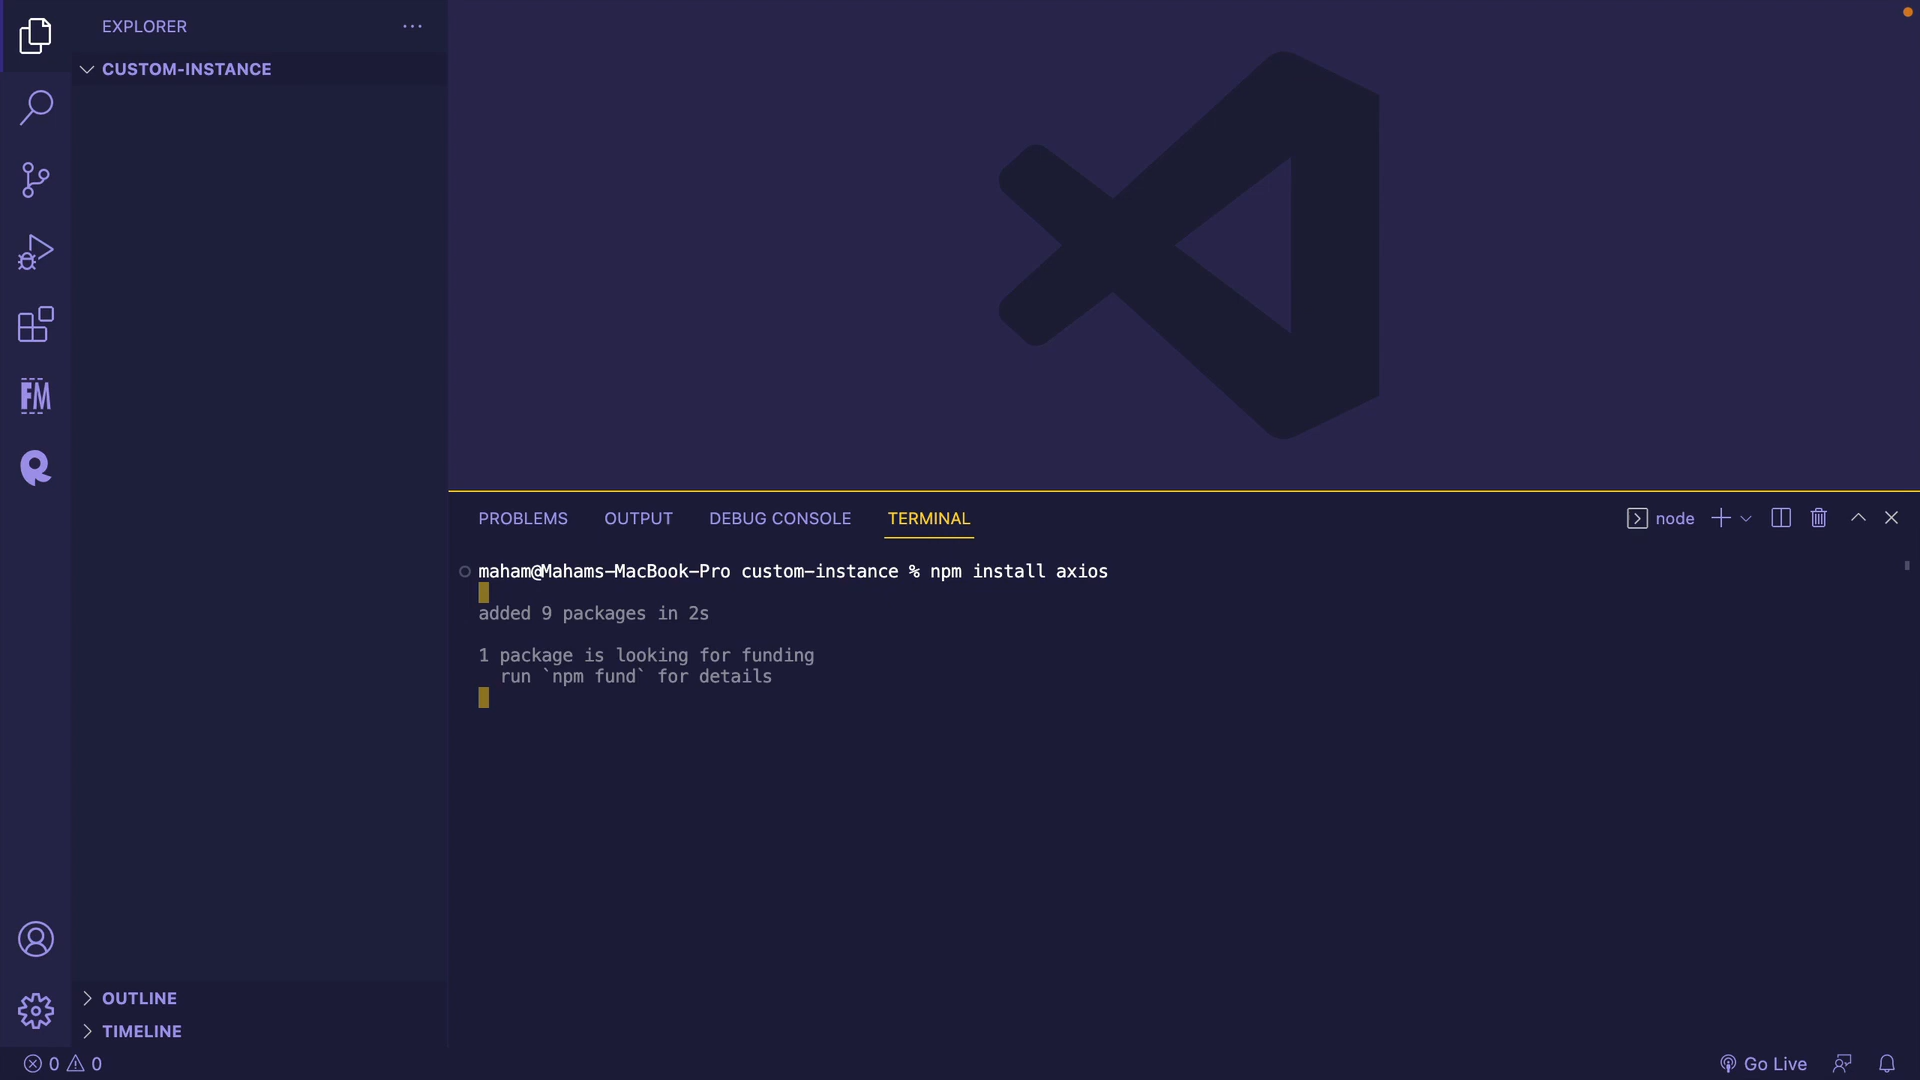 EXPLORER
CUSTOM-INSTANCE
FM
PROBLEMS OUTPUT DEBUG CONSOLE TERMINAL
node
maham@Mahams-MacBook-Pro custom-instance % npm install axios
added 9 packages in 2s
1 package is looking for funding
run `npm fund` for details
OUTLINE
TIMELINE
0 0
Go Live